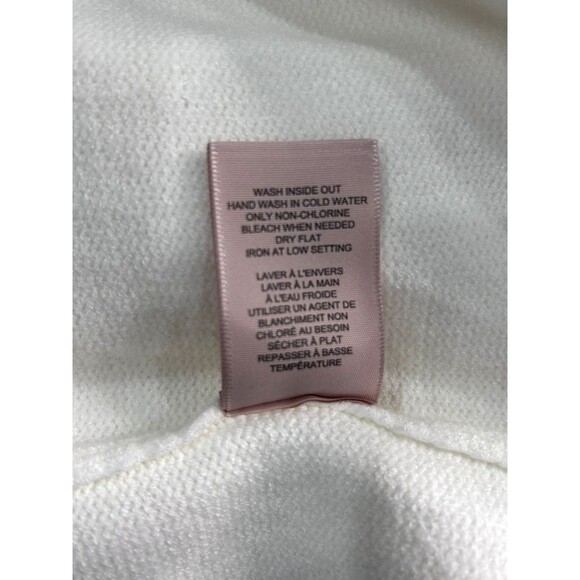 WASH INSIDE OUT
HAND WASH IN COLD WATER
ONLY NON-CHLORINE
BLEACH WHEN NEEDED
DRY FLAT
IRON AT LOW SETTING
LAVER À L'ENVERS
LAVER À LA MAIN
À L'EAU FROIDE
UTILISER UN AGENT DE
BLANCHIMENT NON
CHLORÉ AU BESOIN
SÉCHER À PLAT
REPASSER À BASSE
TEMPÉRATURE